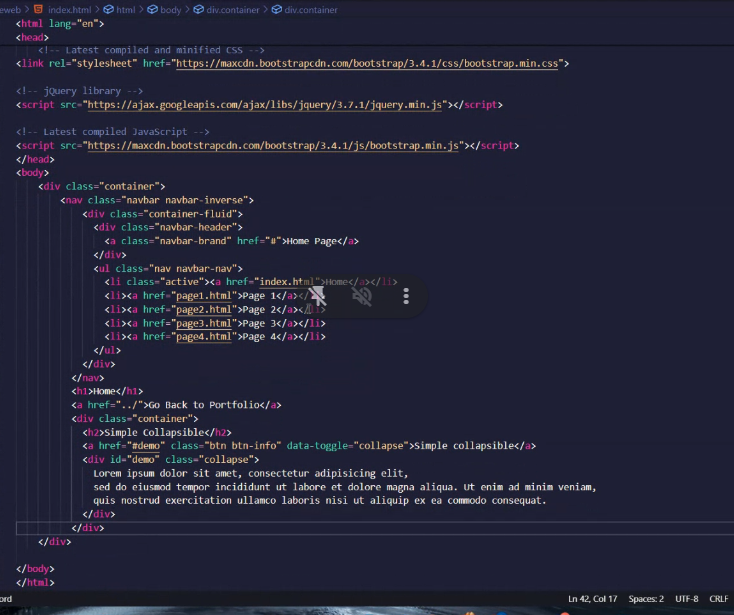 eweb > index.html > html > body > div.container > div.container
<html lang="en">
<head>
<!-- Latest compiled and minified CSS -->
<link rel="stylesheet" href="https://maxcdn.bootstrapcdn.com/bootstrap/3.4.1/css/bootstrap.min.css">
<!-- jQuery library -->
<script src="https://ajax.googleapis.com/ajax/libs/jquery/3.7.1/jquery.min.js"></script>
<!-- Latest compiled JavaScript -->
<script src="https://maxcdn.bootstrapcdn.com/bootstrap/3.4.1/js/bootstrap.min.js"></script>
</head>
<body>
<div class="container">
<nav class="navbar navbar-inverse">
<div class="container-fluid">
<div class="navbar-header">
<a class="navbar-brand" href="#">Home Page</a>
</div>
<ul class="nav navbar-nav">
<li class="active"><a href="index.html">Home</a></li>
<li><a href="page1.html">Page 1</a></li>
<li><a href="page2.html">Page 2</a></li>
<li><a href="page3.html">Page 3</a></li>
<li><a href="page4.html">Page 4</a></li>
</ul>
</div>
</nav>
<h1>Home</h1>
<a href="../">Go Back to Portfolio</a>
<div class="container">
<h2>Simple Collapsible</h2>
<a href="#demo" class="btn btn-info" data-toggle="collapse">Simple collapsible</a>
<div id="demo" class="collapse">
Lorem ipsum dolor sit amet, consectetur adipisicing elit,
sed do eiusmod tempor incididunt ut labore et dolore magna aliqua. Ut enim ad minim veniam,
quis nostrud exercitation ullamco laboris nisi ut aliquip ex ea commodo consequat.
</div>
</div>
</div>
</body>
</html>
ord Ln 42, Col 17 Spaces: 2 UTF-8 CRLF